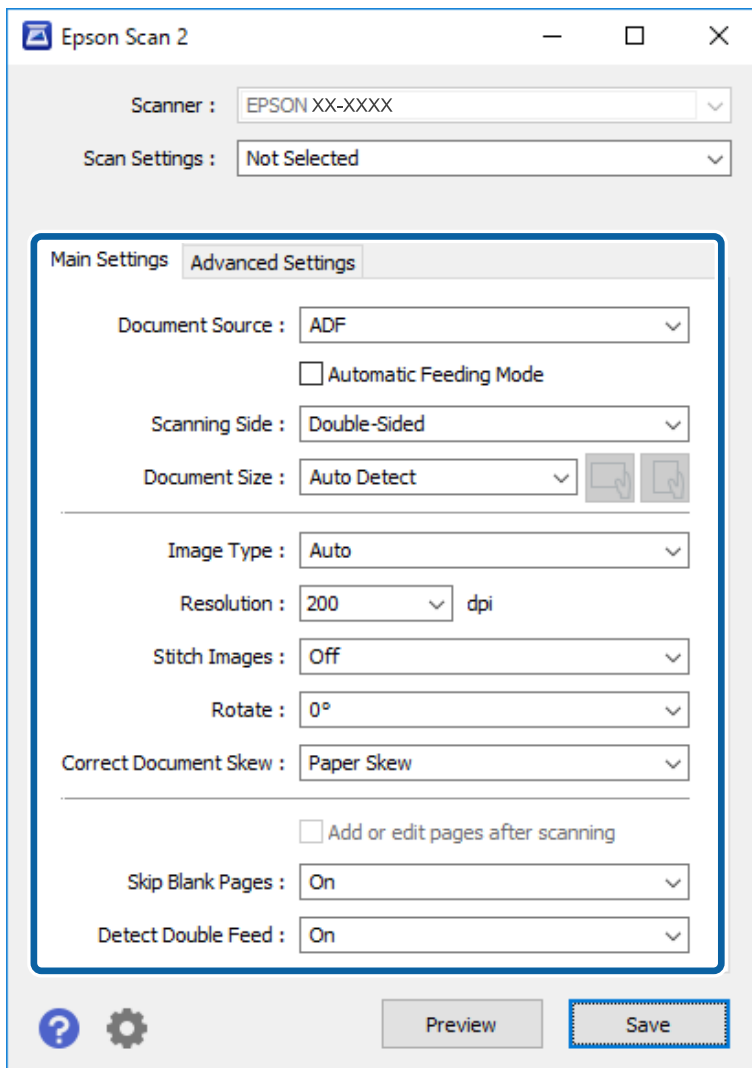 Epson Scan 2
Scanner : EPSON XX-XXXX
Scan Settings : Not Selected
Main Settings Advanced Settings
Document Source : ADF
Automatic Feeding Mode
Scanning Side : Double-Sided
Document Size : Auto Detect
Image Type : Auto
Resolution : 200 dpi
Stitch Images : Off
Rotate : 0°
Correct Document Skew : Paper Skew
Add or edit pages after scanning
Skip Blank Pages : On
Detect Double Feed : On
? Preview Save